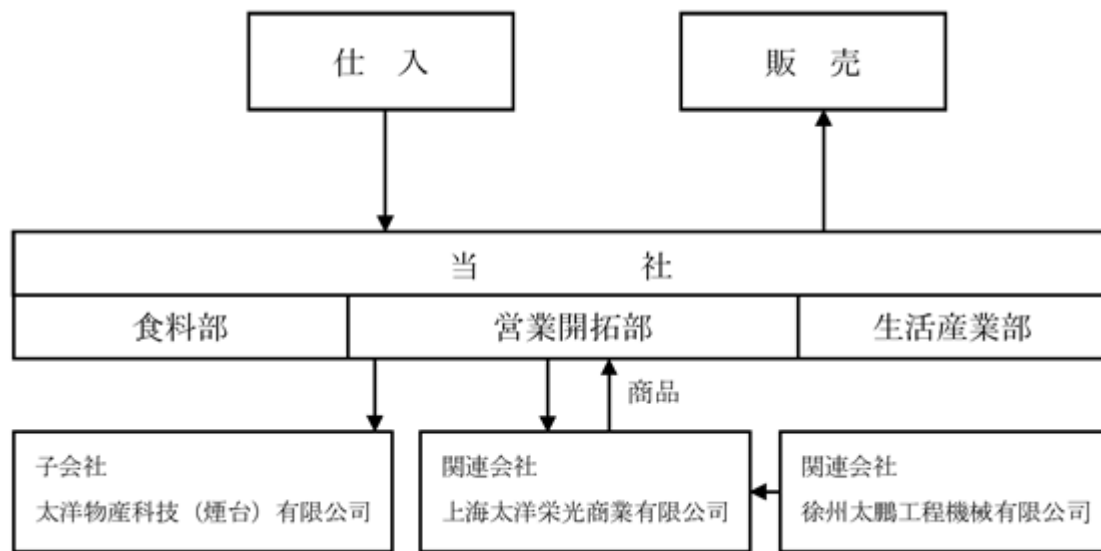 仕　入
販　売
当　社
食料部
営業開拓部
生活産業部
商品
子会社
太洋物産科技（煙台）有限公司
関連会社
上海太洋栄光商業有限公司
関連会社
徐州太鵬工程機械有限公司